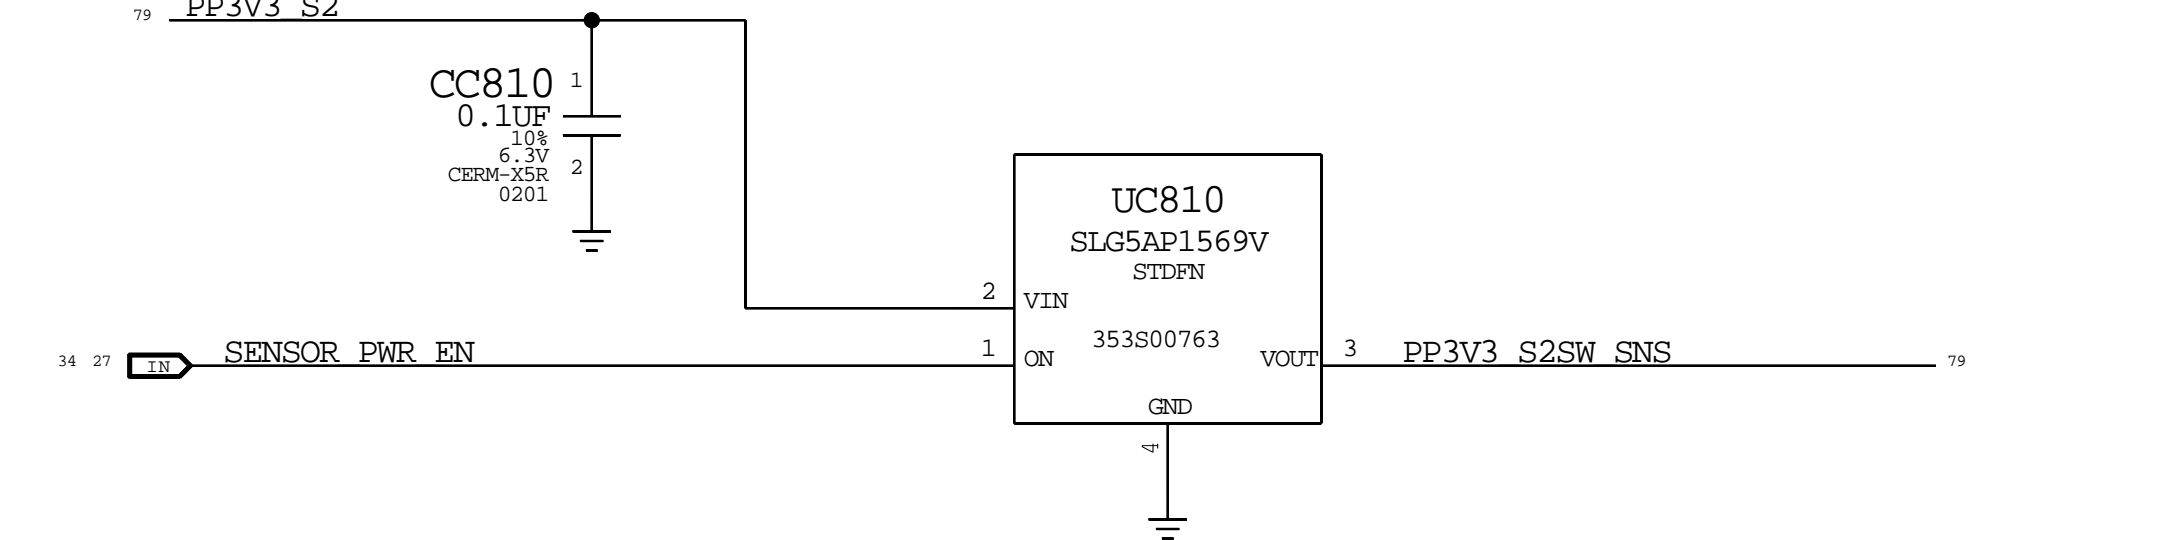 79 PP3V3_S2
CC810 1
0.1UF
10%
6.3V
CERM-X5R 2
0201
UC810
SLG5AP1569V
STDFN
2 VIN
353S00763
34 27 IN SENSOR_PWR_EN 1 ON VOUT 3 PP3V3_S2SW_SNS 79
GND
4